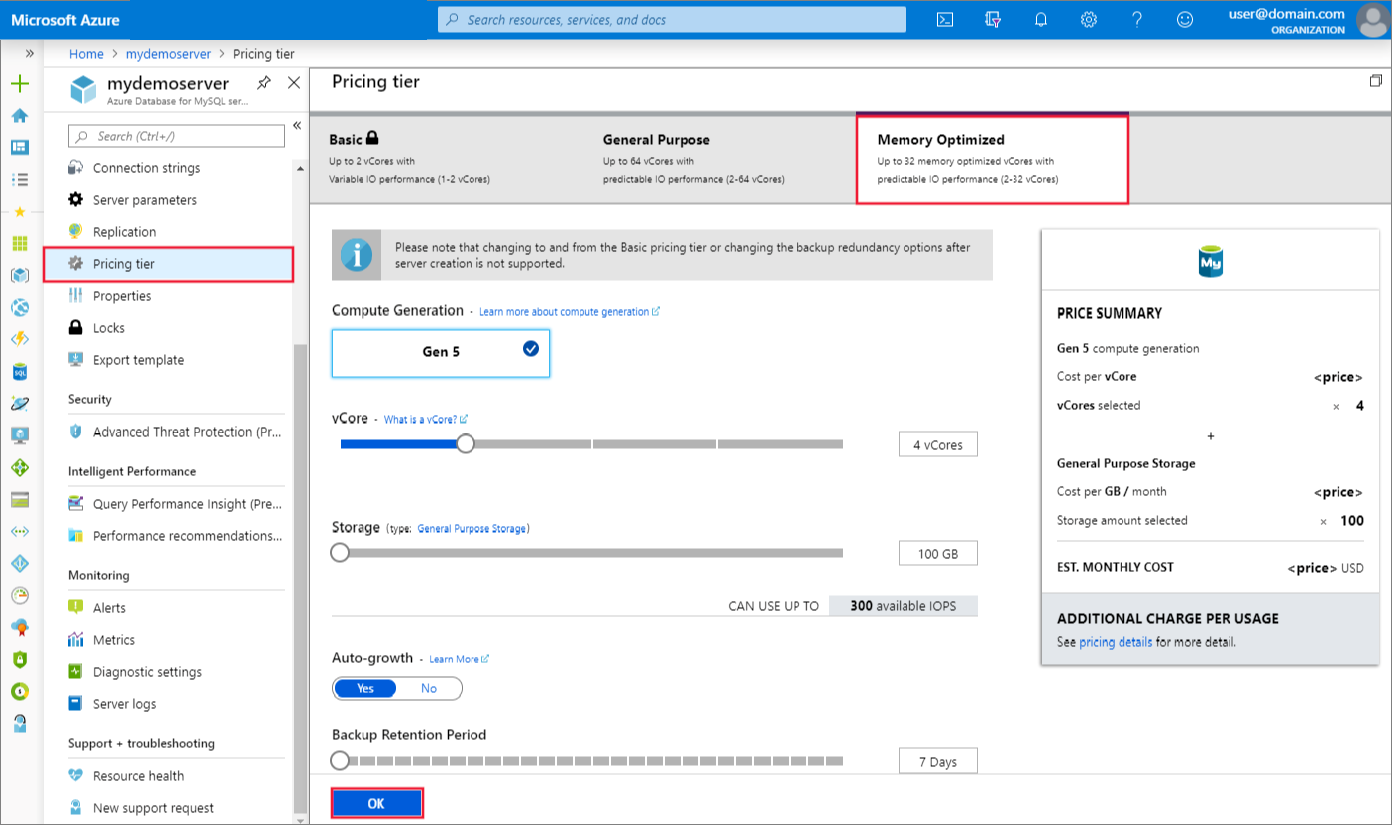 Microsoft Azure
Search resources, services, and docs
user@domain.com
ORGANIZATION
Home > mydemoserver > Pricing tier
mydemoserver
Azure Database for MySQL ser...
Search (Ctrl+/)
Connection strings
Server parameters
Replication
Pricing tier
Properties
Locks
Export template
Security
Advanced Threat Protection (Pr...
Intelligent Performance
Query Performance Insight (Pre...
Performance recommendations...
Monitoring
Alerts
Metrics
Diagnostic settings
Server logs
Support + troubleshooting
Resource health
New support request
Pricing tier
Basic
Up to 2 vCores with
Variable IO performance (1-2 vCores)
General Purpose
Up to 64 vCores with
predictable IO performance (2-64 vCores)
Memory Optimized
Up to 32 memory optimized vCores with
predictable IO performance (2-32 vCores)
Please note that changing to and from the Basic pricing tier or changing the backup redundancy options after
server creation is not supported.
Compute Generation · Learn more about compute generation
Gen 5
vCore - What is a vCore?
4 vCores
Storage (type: General Purpose Storage)
100 GB
CAN USE UP TO 300 available IOPS
Auto-growth - Learn More
Yes No
Backup Retention Period
7 Days
OK
My
PRICE SUMMARY
Gen 5 compute generation
Cost per vCore <price>
vCores selected × 4
+
General Purpose Storage
Cost per GB / month <price>
Storage amount selected × 100
EST. MONTHLY COST <price> USD
ADDITIONAL CHARGE PER USAGE
See pricing details for more detail.